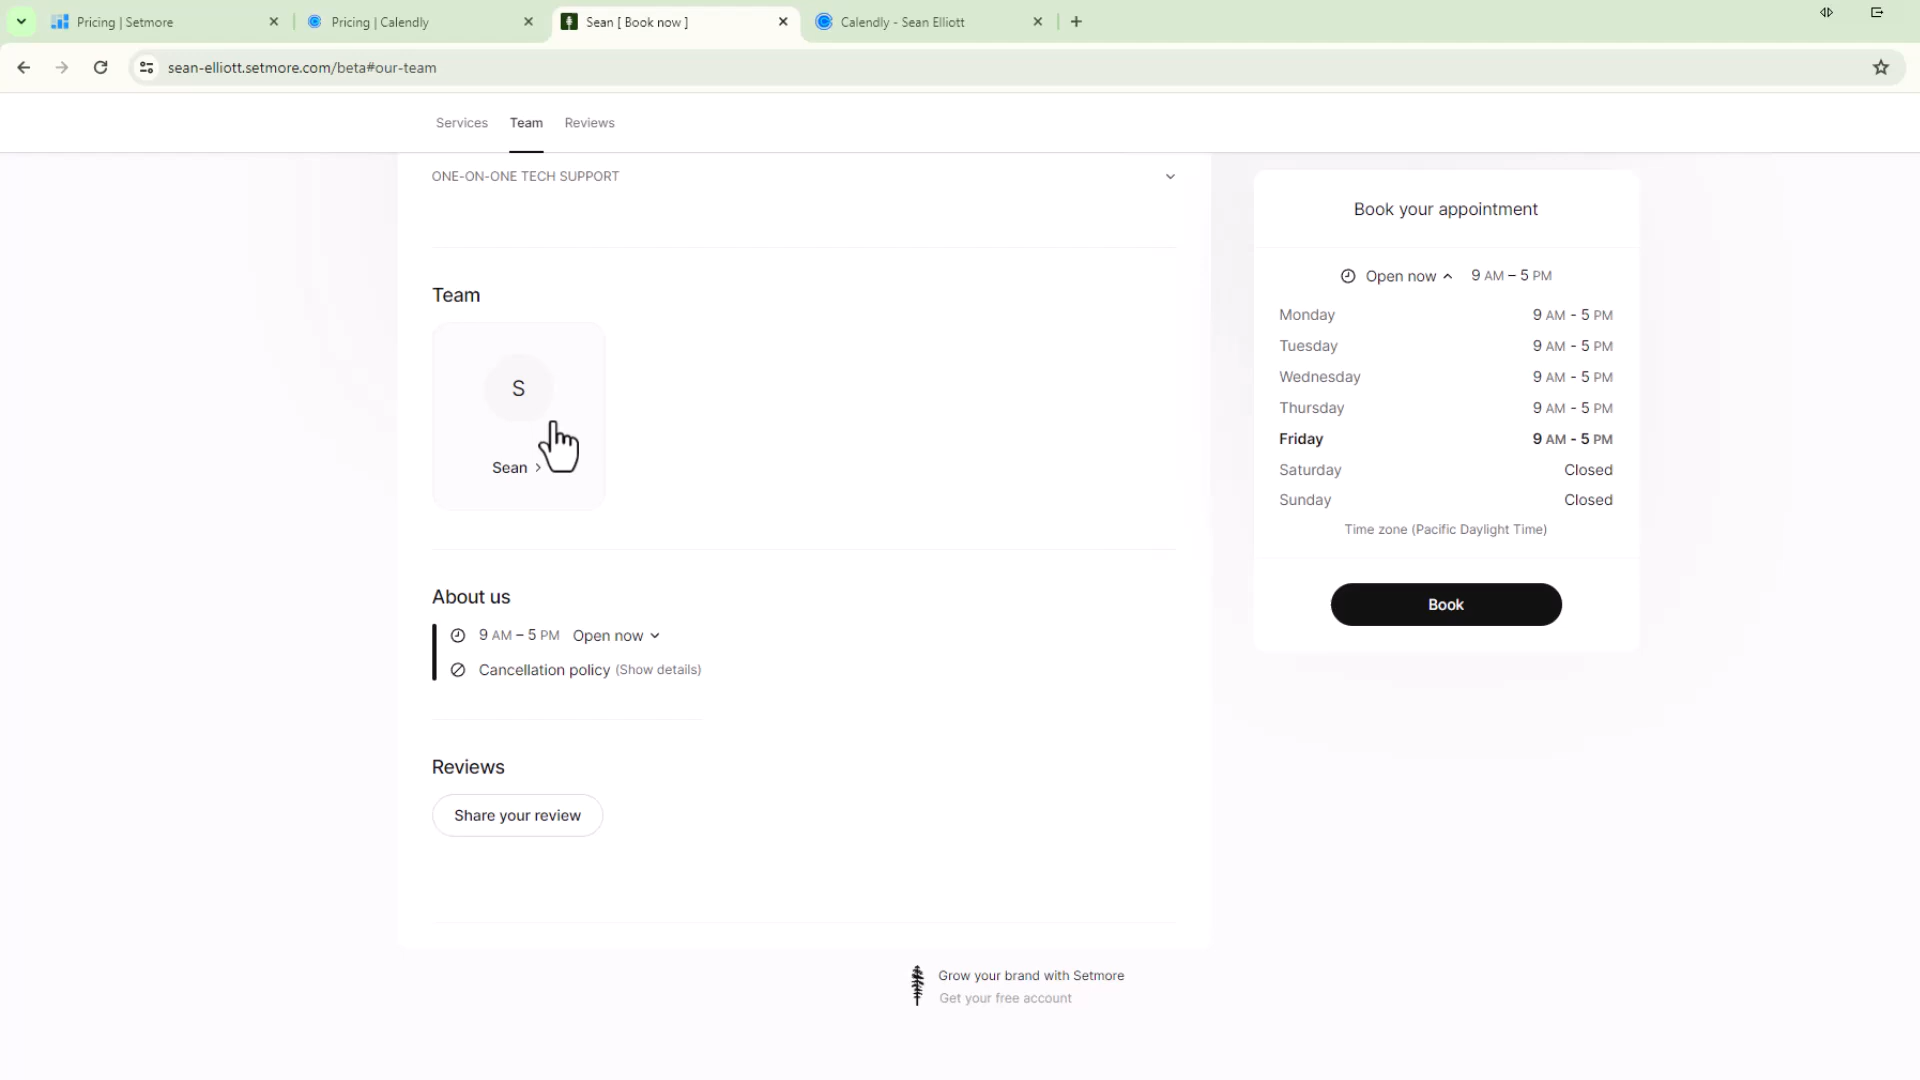 Pricing | Setmore
Pricing | Calendly
Sean [ Book now ]
Calendly - Sean Elliott
sean-elliott.setmore.com/beta#our-team
Services
Team
Reviews
ONE-ON-ONE TECH SUPPORT
Team
S
Sean
About us
9 AM – 5 PM Open now
Cancellation policy (Show details)
Reviews
Share your review
Book your appointment
Open now 9 AM – 5 PM
Monday 9 AM - 5 PM
Tuesday 9 AM - 5 PM
Wednesday 9 AM - 5 PM
Thursday 9 AM - 5 PM
Friday 9 AM - 5 PM
Saturday Closed
Sunday Closed
Time zone (Pacific Daylight Time)
Book
Grow your brand with Setmore
Get your free account